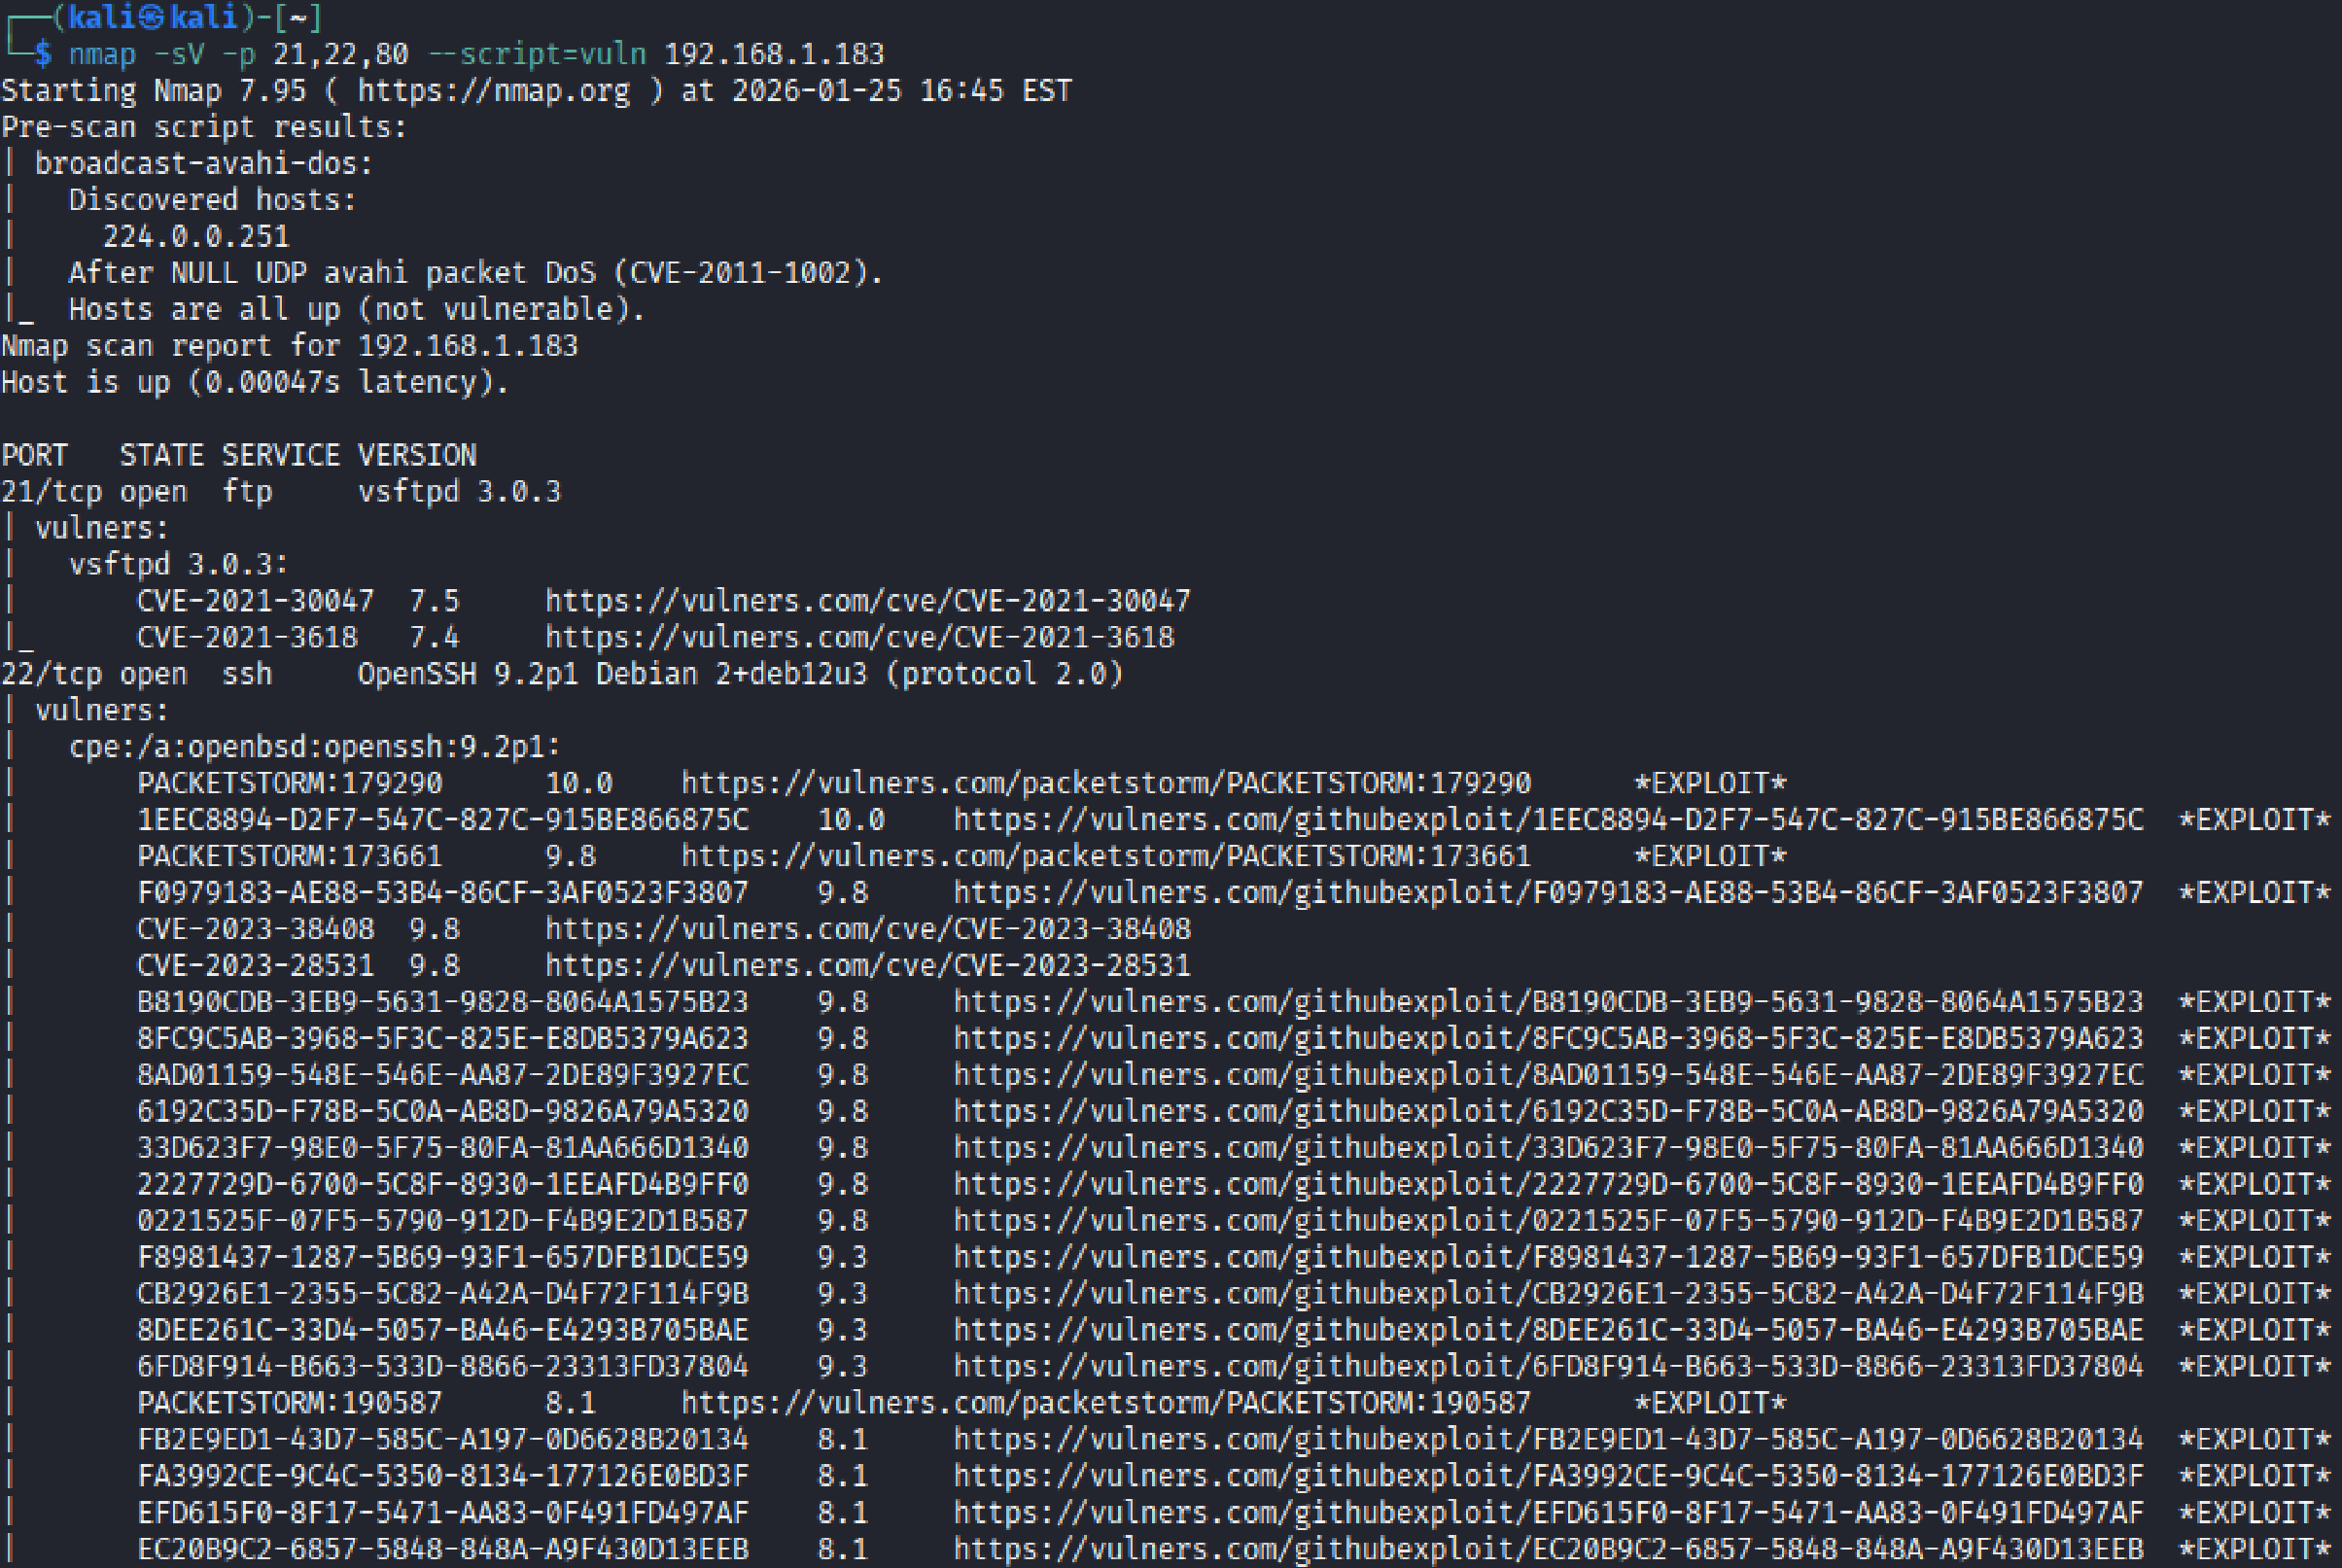 ┌──(kali㉿kali)-[~]
└─$ nmap -sV -p 21,22,80 --script=vuln 192.168.1.183
Starting Nmap 7.95 ( https://nmap.org ) at 2026-01-25 16:45 EST
Pre-scan script results:
| broadcast-avahi-dos:
|   Discovered hosts:
|     224.0.0.251
|   After NULL UDP avahi packet DoS (CVE-2011-1002).
|_  Hosts are all up (not vulnerable).
Nmap scan report for 192.168.1.183
Host is up (0.00047s latency).
PORT   STATE SERVICE VERSION
21/tcp open  ftp     vsftpd 3.0.3
| vulners:
|   vsftpd 3.0.3:
|       CVE-2021-30047  7.5     https://vulners.com/cve/CVE-2021-30047
|_      CVE-2021-3618   7.4     https://vulners.com/cve/CVE-2021-3618
22/tcp open  ssh     OpenSSH 9.2p1 Debian 2+deb12u3 (protocol 2.0)
| vulners:
|   cpe:/a:openbsd:openssh:9.2p1:
|       PACKETSTORM:179290      10.0    https://vulners.com/packetstorm/PACKETSTORM:179290      *EXPLOIT*
|       1EEC8894-D2F7-547C-827C-915BE866875C    10.0    https://vulners.com/githubexploit/1EEC8894-D2F7-547C-827C-915BE866875C  *EXPLOIT*
|       PACKETSTORM:173661      9.8     https://vulners.com/packetstorm/PACKETSTORM:173661      *EXPLOIT*
|       F0979183-AE88-53B4-86CF-3AF0523F3807    9.8     https://vulners.com/githubexploit/F0979183-AE88-53B4-86CF-3AF0523F3807  *EXPLOIT*
|       CVE-2023-38408  9.8     https://vulners.com/cve/CVE-2023-38408
|       CVE-2023-28531  9.8     https://vulners.com/cve/CVE-2023-28531
|       B8190CDB-3EB9-5631-9828-8064A1575B23    9.8     https://vulners.com/githubexploit/B8190CDB-3EB9-5631-9828-8064A1575B23  *EXPLOIT*
|       8FC9C5AB-3968-5F3C-825E-E8DB5379A623    9.8     https://vulners.com/githubexploit/8FC9C5AB-3968-5F3C-825E-E8DB5379A623  *EXPLOIT*
|       8AD01159-548E-546E-AA87-2DE89F3927EC    9.8     https://vulners.com/githubexploit/8AD01159-548E-546E-AA87-2DE89F3927EC  *EXPLOIT*
|       6192C35D-F78B-5C0A-AB8D-9826A79A5320    9.8     https://vulners.com/githubexploit/6192C35D-F78B-5C0A-AB8D-9826A79A5320  *EXPLOIT*
|       33D623F7-98E0-5F75-80FA-81AA666D1340    9.8     https://vulners.com/githubexploit/33D623F7-98E0-5F75-80FA-81AA666D1340  *EXPLOIT*
|       2227729D-6700-5C8F-8930-1EEAFD4B9FF0    9.8     https://vulners.com/githubexploit/2227729D-6700-5C8F-8930-1EEAFD4B9FF0  *EXPLOIT*
|       0221525F-07F5-5790-912D-F4B9E2D1B587    9.8     https://vulners.com/githubexploit/0221525F-07F5-5790-912D-F4B9E2D1B587  *EXPLOIT*
|       F8981437-1287-5B69-93F1-657DFB1DCE59    9.3     https://vulners.com/githubexploit/F8981437-1287-5B69-93F1-657DFB1DCE59  *EXPLOIT*
|       CB2926E1-2355-5C82-A42A-D4F72F114F9B    9.3     https://vulners.com/githubexploit/CB2926E1-2355-5C82-A42A-D4F72F114F9B  *EXPLOIT*
|       8DEE261C-33D4-5057-BA46-E4293B705BAE    9.3     https://vulners.com/githubexploit/8DEE261C-33D4-5057-BA46-E4293B705BAE  *EXPLOIT*
|       6FD8F914-B663-533D-8866-23313FD37804    9.3     https://vulners.com/githubexploit/6FD8F914-B663-533D-8866-23313FD37804  *EXPLOIT*
|       PACKETSTORM:190587      8.1     https://vulners.com/packetstorm/PACKETSTORM:190587      *EXPLOIT*
|       FB2E9ED1-43D7-585C-A197-0D6628B20134    8.1     https://vulners.com/githubexploit/FB2E9ED1-43D7-585C-A197-0D6628B20134  *EXPLOIT*
|       FA3992CE-9C4C-5350-8134-177126E0BD3F    8.1     https://vulners.com/githubexploit/FA3992CE-9C4C-5350-8134-177126E0BD3F  *EXPLOIT*
|       EFD615F0-8F17-5471-AA83-0F491FD497AF    8.1     https://vulners.com/githubexploit/EFD615F0-8F17-5471-AA83-0F491FD497AF  *EXPLOIT*
|       EC20B9C2-6857-5848-848A-A9F430D13EEB    8.1     https://vulners.com/githubexploit/EC20B9C2-6857-5848-848A-A9F430D13EEB  *EXPLOIT*